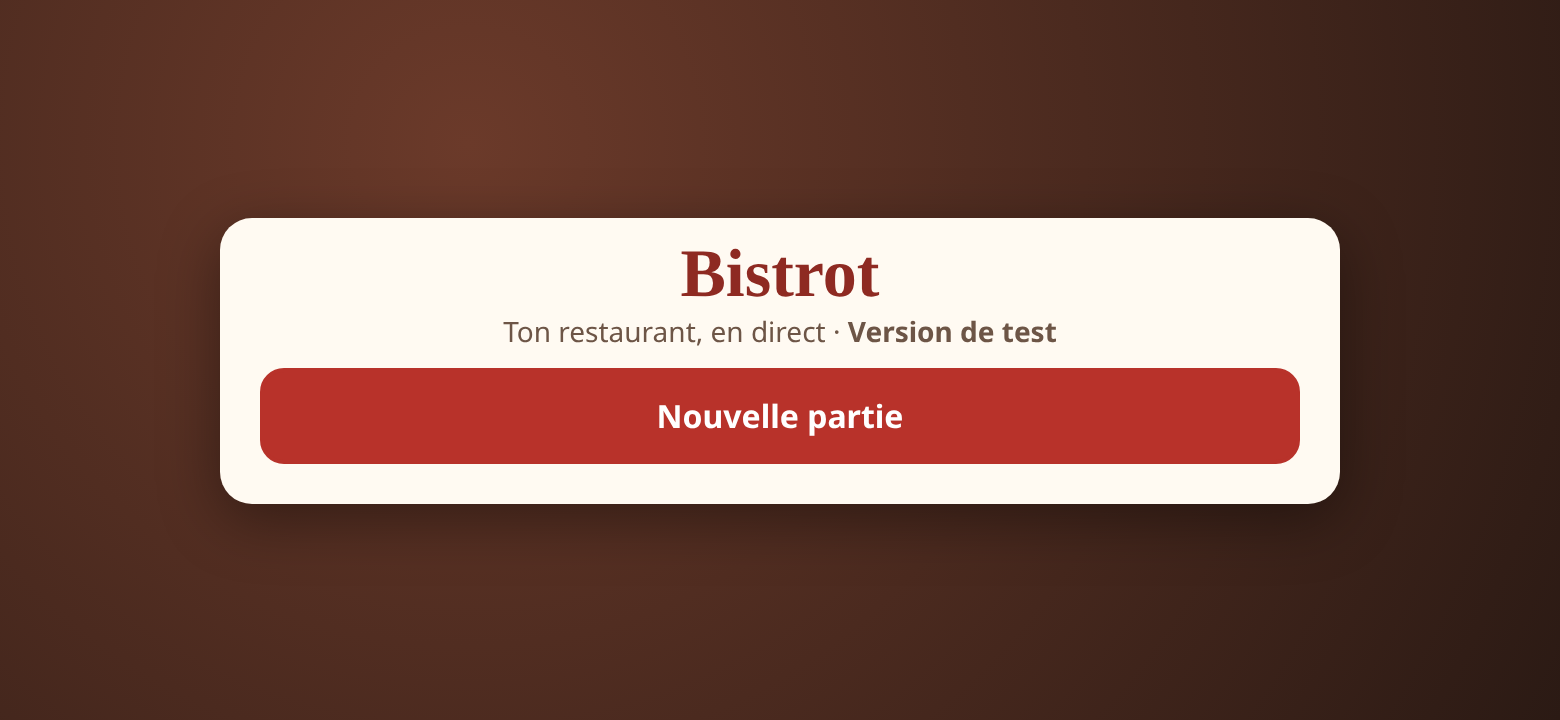 Bistrot
Ton restaurant, en direct · Version de test
Nouvelle partie